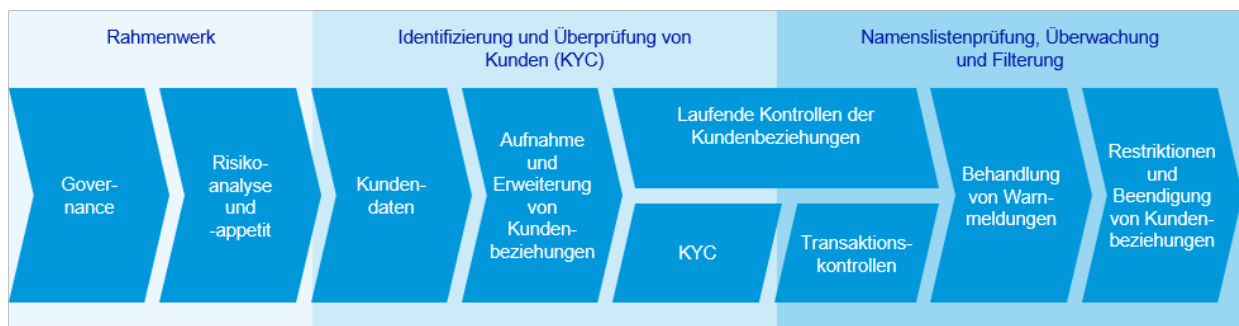 Rahmenwerk
Identifizierung und Überprüfung von
Kunden (KYC)
Namenslistenprüfung, Überwachung
und Filterung
Gover-
nance
Risiko-
analyse
und
-appetit
Kunden-
daten
Aufnahme
und
Erweiterung
von
Kunden-
beziehungen
Laufende Kontrollen der
Kundenbeziehungen
KYC
Transaktions-
kontrollen
Behandlung
von Warn-
meldungen
Restriktionen
und
Beendigung
von Kunden-
beziehungen